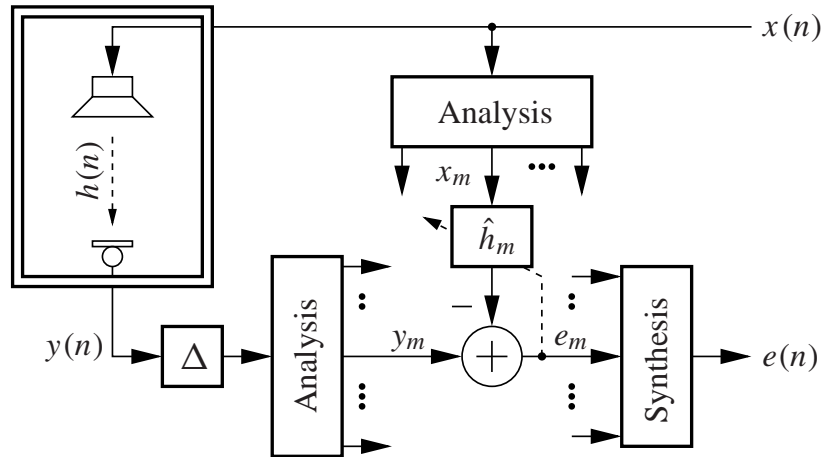 x(n)
Analysis
h(n)
x_m
ĥ_m
−
y(n)
Δ
Analysis
y_m
+
e_m
Synthesis
e(n)